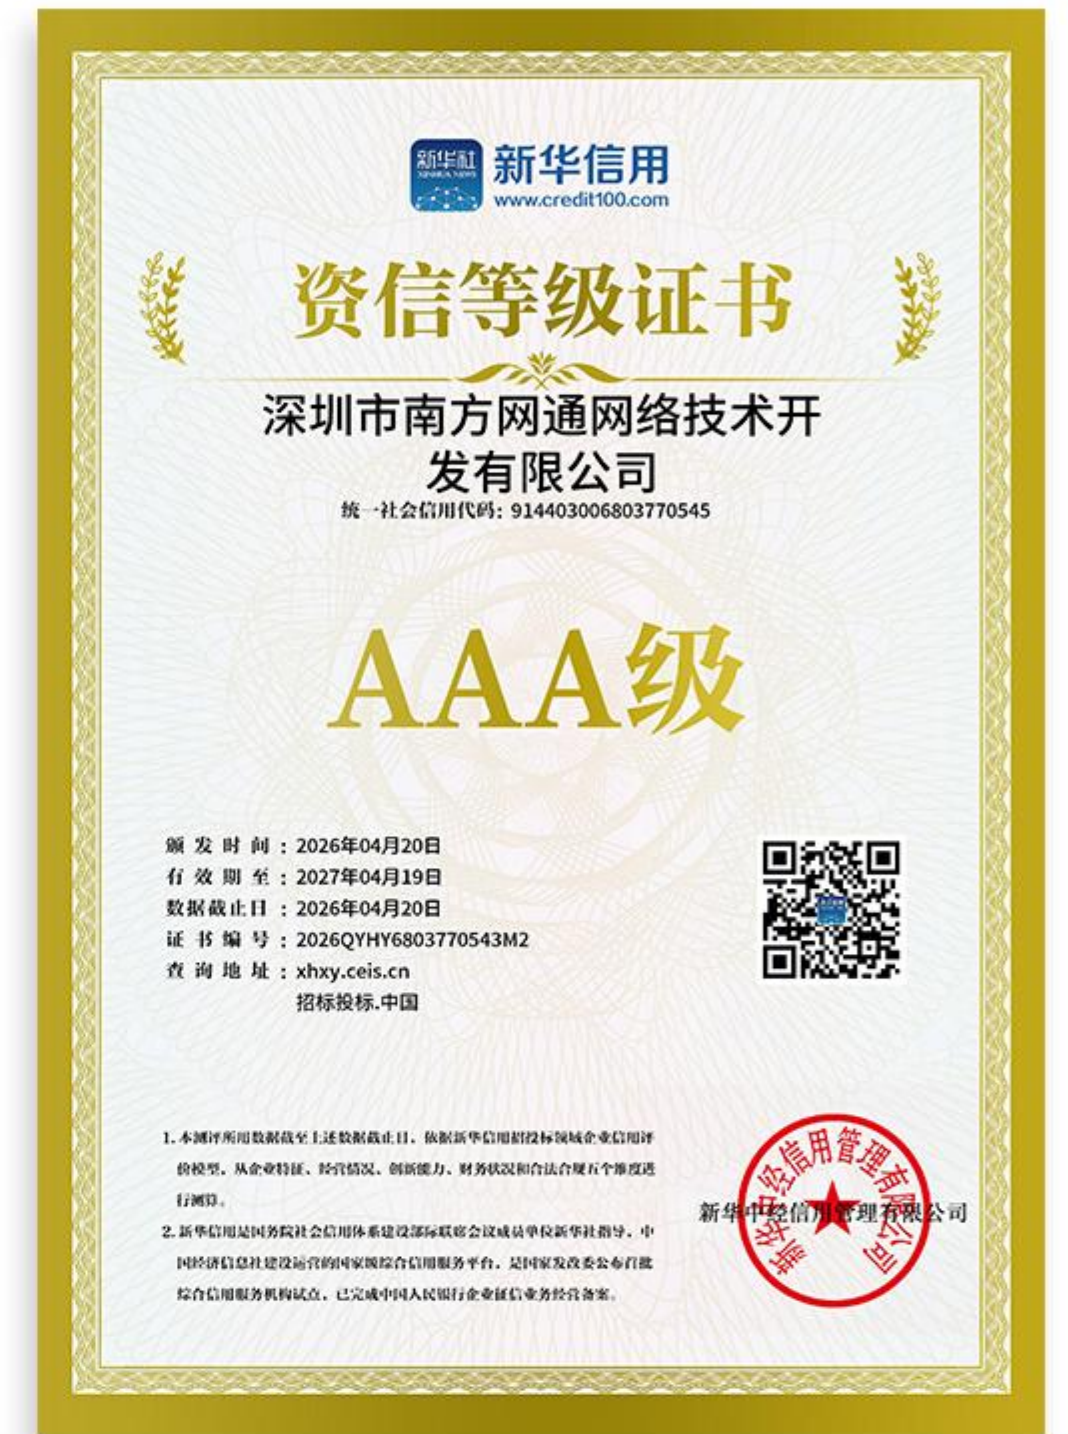 新华社
XINHUA NEWS
新华信用
www.credit100.com
资信等级证书
深圳市南方网通网络技术开
发有限公司
统一社会信用代码：914403006803770545
AAA级
颁发时间：2026年04月20日
有效期至：2027年04月19日
数据截止日：2026年04月20日
证书编号：2026QYHY6803770543M2
查询地址：xhxy.ceis.cn
招标投标.中国
1. 本测评所用数据截至上述数据截止日，依据新华信用招投标领域企业信用评
价模型，从企业特征、经营情况、创新能力、财务状况和合法合规五个维度进
行测算。
2. 新华信用是国务院社会信用体系建设部际联席会议成员单位新华社指导，中
国经济信息社建设运营的国家级综合信用服务平台，是国家发改委公布首批
综合信用服务机构试点，已完成中国人民银行企业征信业务经营备案。
新华中经信用管理有限公司
新华中经信用管理有限公司